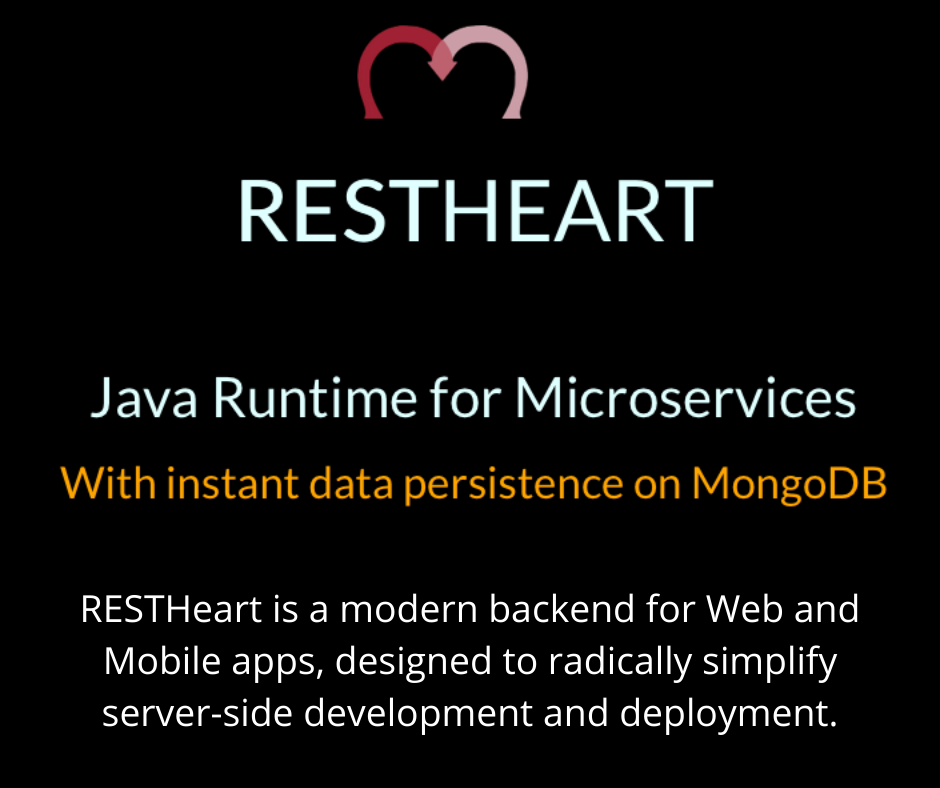 RESTHEART
Java Runtime for Microservices
With instant data persistence on MongoDB
RESTHeart is a modern backend for Web and
Mobile apps, designed to radically simplify
server-side development and deployment.